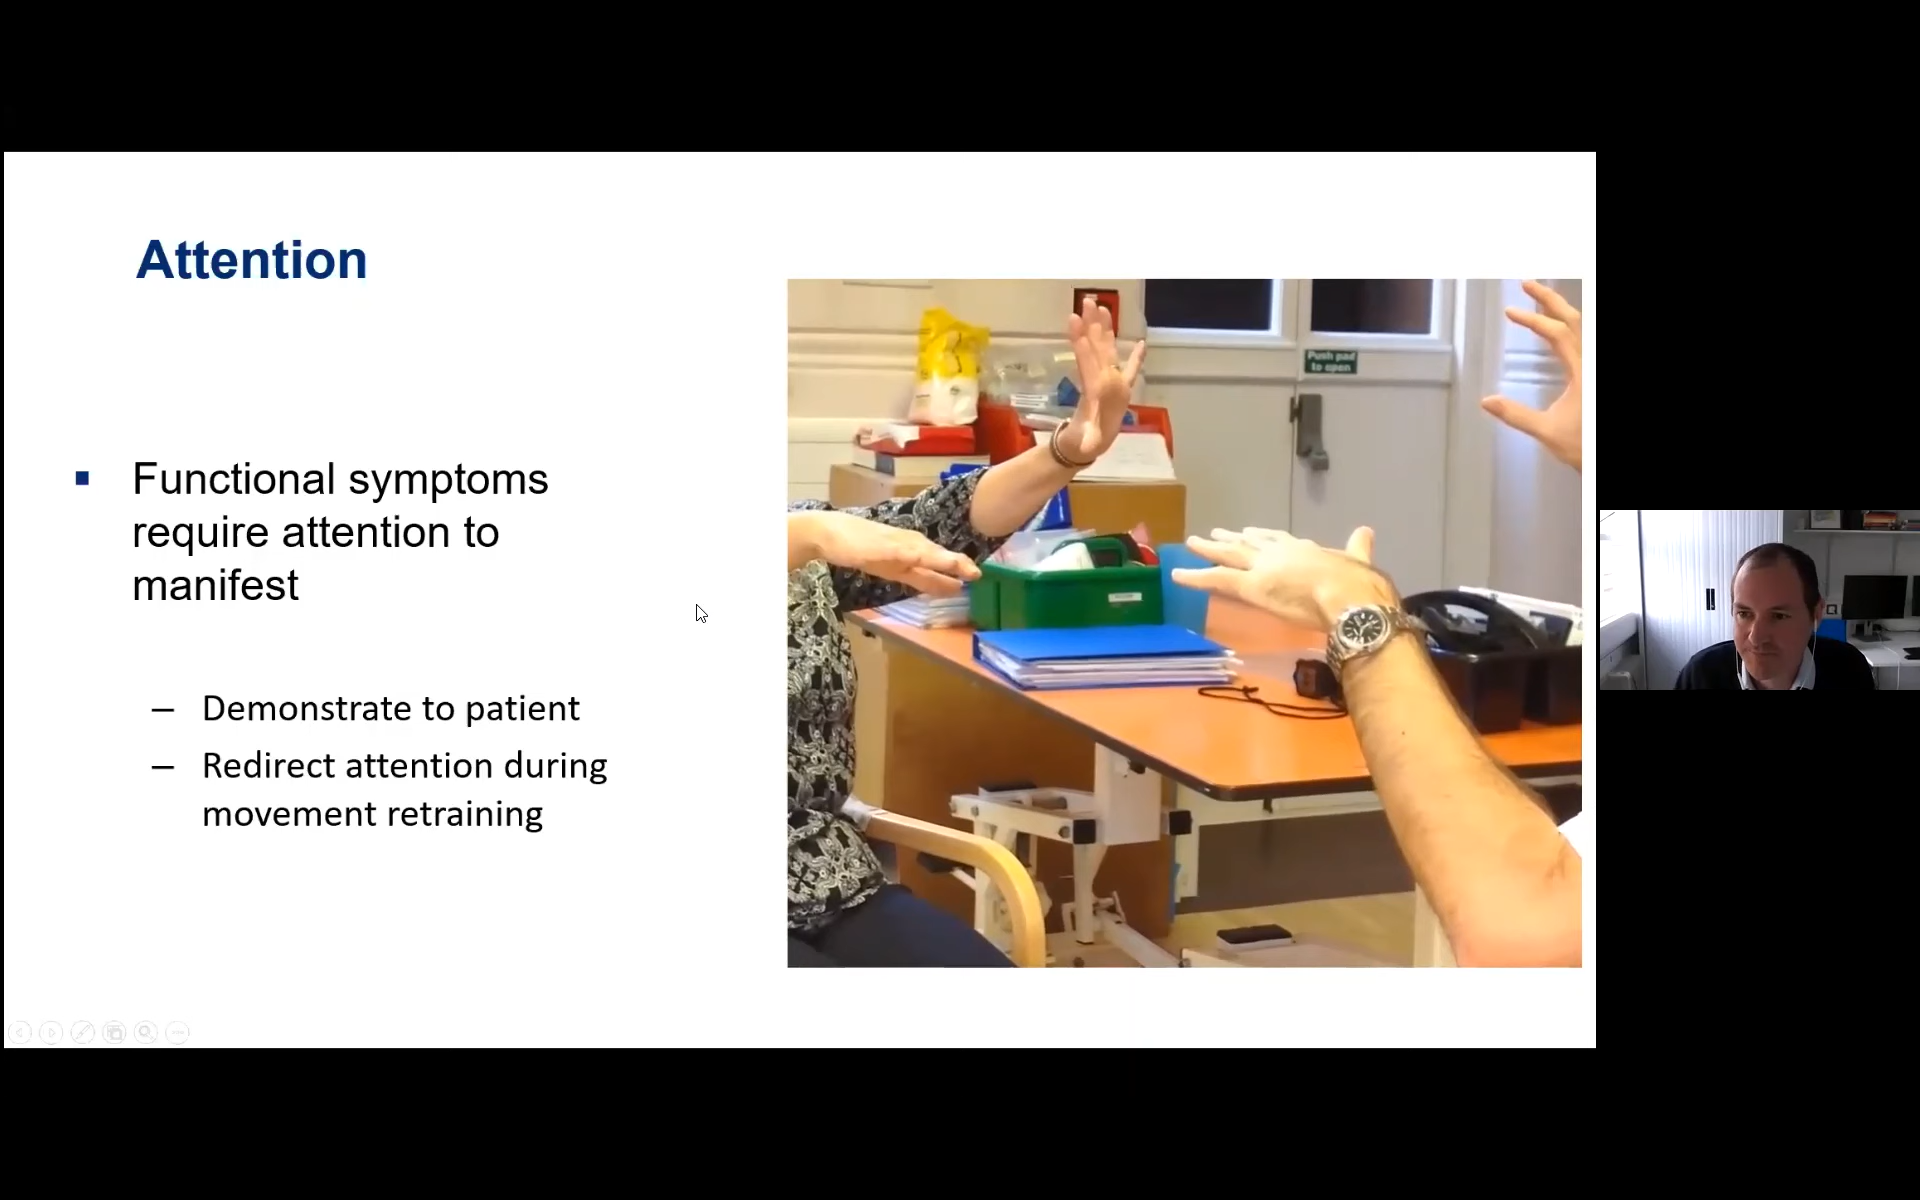 Attention
Functional symptoms
require attention to
manifest
– Demonstrate to patient
– Redirect attention during
movement retraining
Push pad
to open